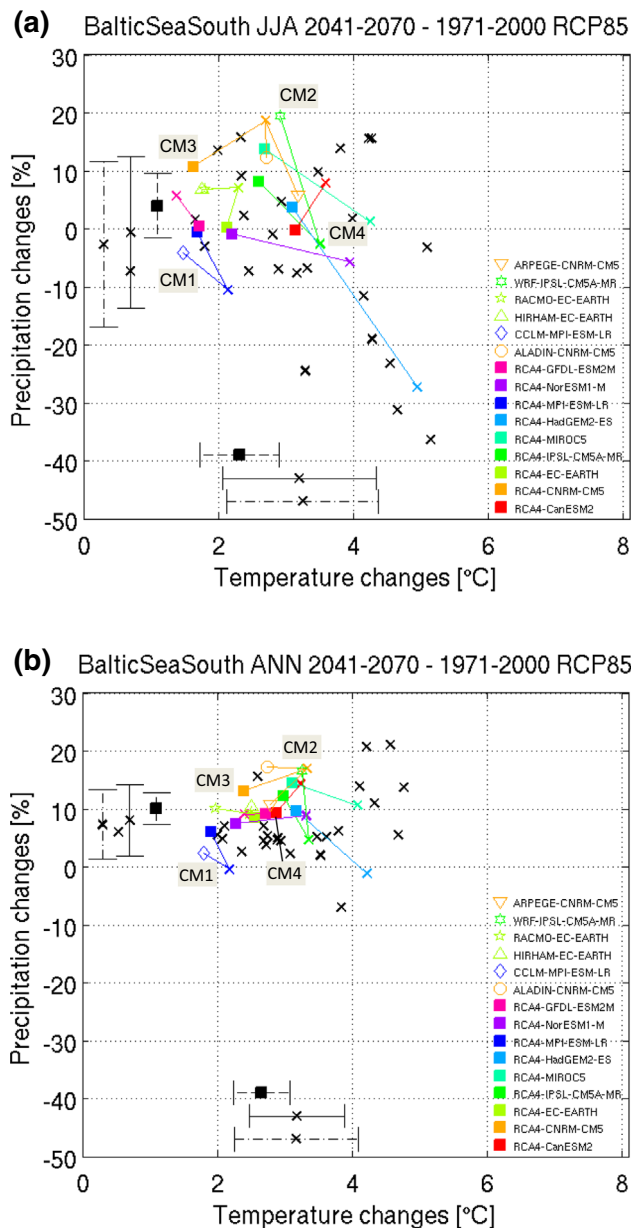 (a)
BalticSeaSouth JJA 2041-2070 - 1971-2000 RCP85
Precipitation changes [%]
30
20
10
0
-10
-20
-30
-40
-50
CM2
CM3
CM4
CM1
ARPEGE-CNRM-CM5
WRF-IPSL-CM5A-MR
RACMO-EC-EARTH
HIRHAM-EC-EARTH
CCLM-MPI-ESM-LR
ALADIN-CNRM-CM5
RCA4-GFDL-ESM2M
RCA4-NorESM1-M
RCA4-MPI-ESM-LR
RCA4-HadGEM2-ES
RCA4-MIROC5
RCA4-IPSL-CM5A-MR
RCA4-EC-EARTH
RCA4-CNRM-CM5
RCA4-CanESM2
0 2 4 6 8
Temperature changes [°C]
(b)
BalticSeaSouth ANN 2041-2070 - 1971-2000 RCP85
Precipitation changes [%]
30
20
10
0
-10
-20
-30
-40
-50
CM2
CM3
CM1
CM4
ARPEGE-CNRM-CM5
WRF-IPSL-CM5A-MR
RACMO-EC-EARTH
HIRHAM-EC-EARTH
CCLM-MPI-ESM-LR
ALADIN-CNRM-CM5
RCA4-GFDL-ESM2M
RCA4-NorESM1-M
RCA4-MPI-ESM-LR
RCA4-HadGEM2-ES
RCA4-MIROC5
RCA4-IPSL-CM5A-MR
RCA4-EC-EARTH
RCA4-CNRM-CM5
RCA4-CanESM2
0 2 4 6 8
Temperature changes [°C]